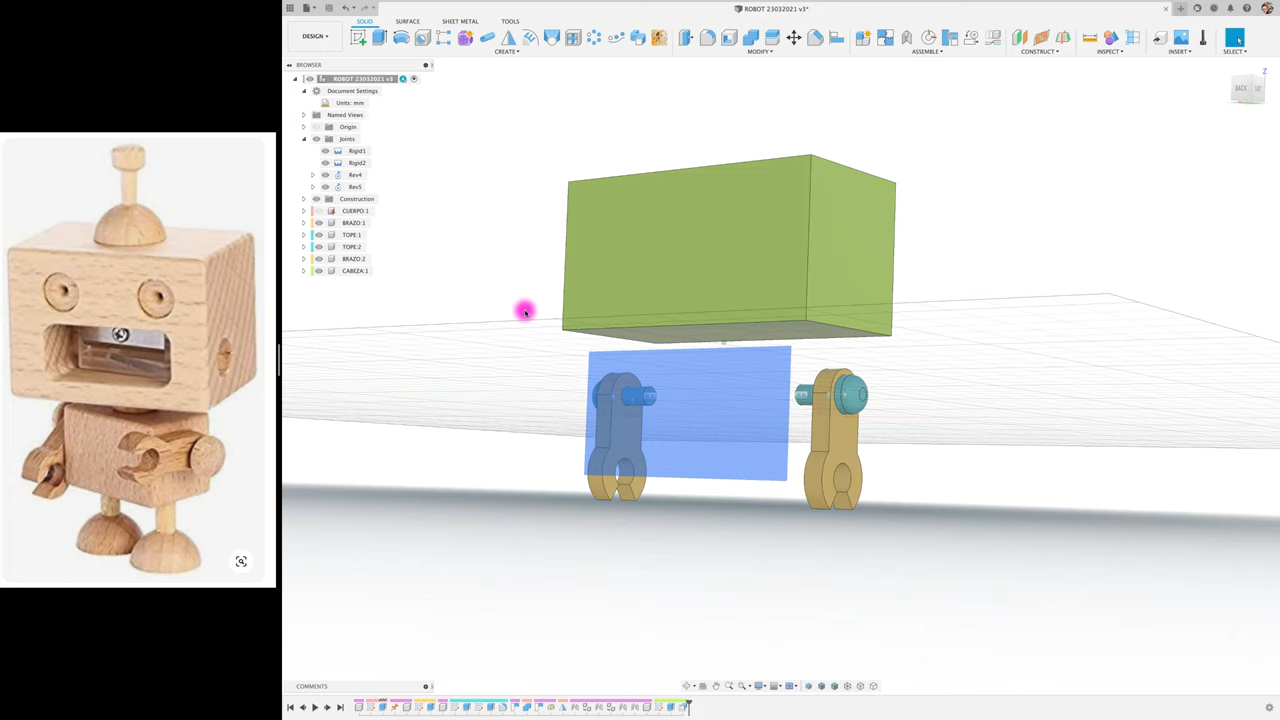 ROBOT 23032021 v3*
DESIGN
SOLID
SURFACE
SHEET METAL
TOOLS
CREATE
MODIFY
ASSEMBLE
CONSTRUCT
INSPECT
INSERT
SELECT
BROWSER
ROBOT 23032021 v3
Document Settings
Units: mm
Named Views
Origin
Joints
Rigid1
Rigid2
Rev4
Rev5
Construction
CUERPO:1
BRAZO:1
TOPE:1
TOPE:2
BRAZO:2
CABEZA:1
Z
BACK
COMMENTS